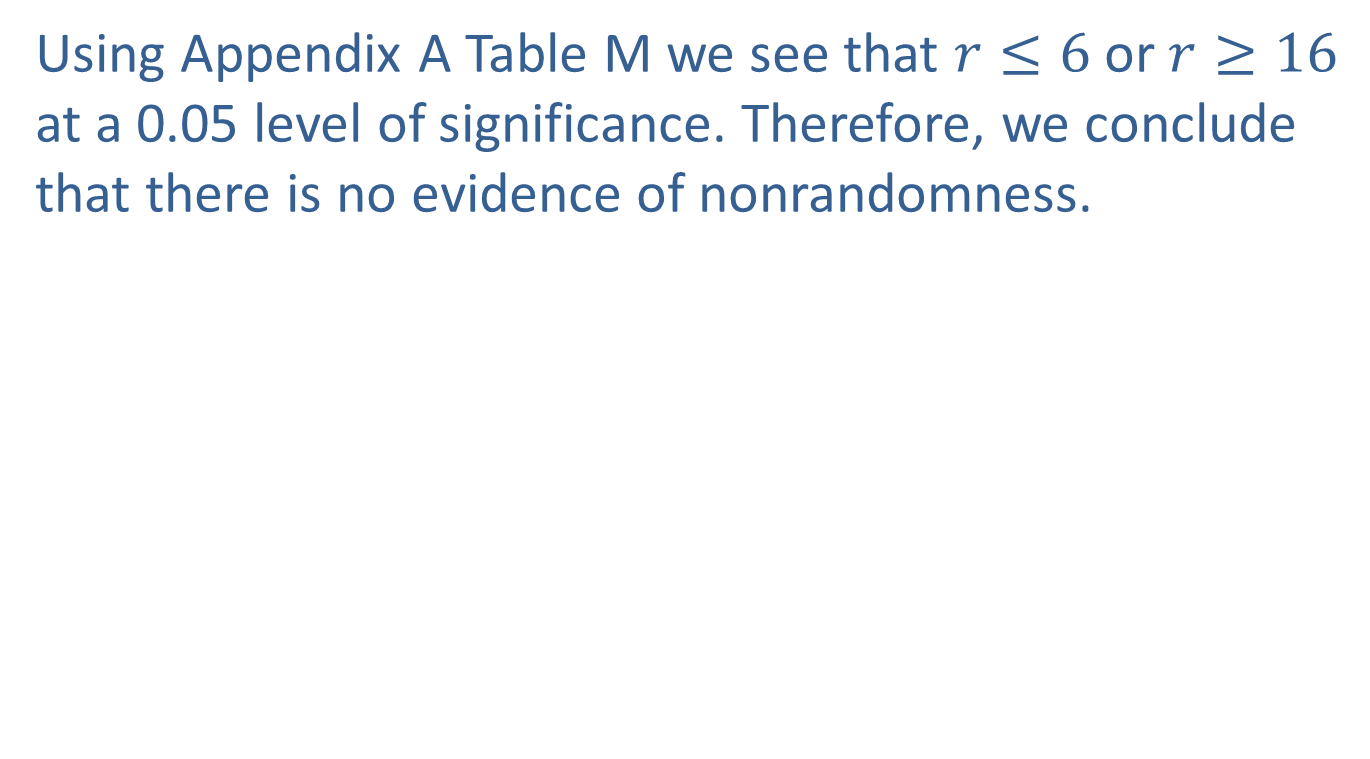 Using Appendix A Table M we see that r ≤ 6 or r ≥ 16
at a 0.05 level of significance. Therefore, we conclude
that there is no evidence of nonrandomness.